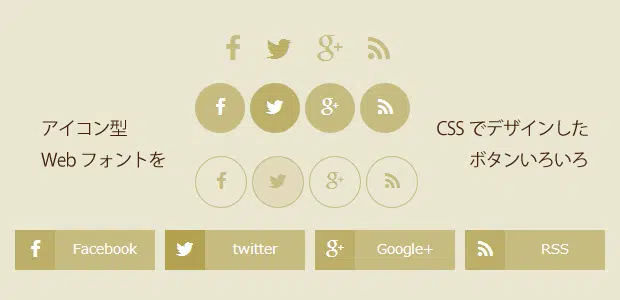 アイコン型
Web フォントを
CSS でデザインした
ボタンいろいろ
Facebook
twitter
Google+
RSS